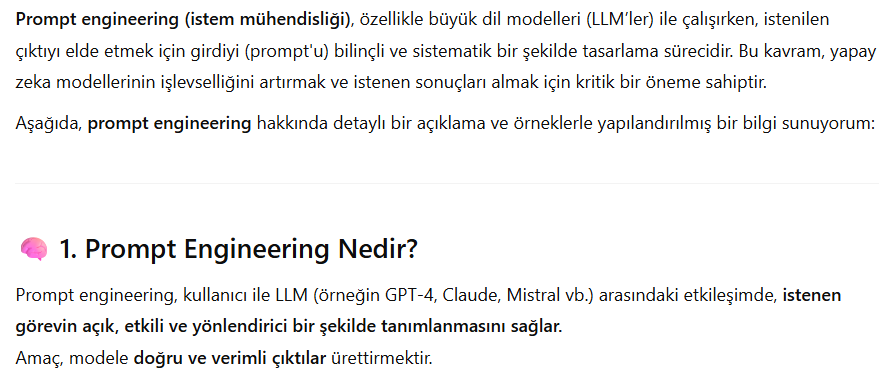 Prompt engineering (istem mühendisliği), özellikle büyük dil modelleri (LLM’ler) ile çalışırken, istenilen
çıktıyı elde etmek için girdiyi (prompt'u) bilinçli ve sistematik bir şekilde tasarlama sürecidir. Bu kavram, yapay
zeka modellerinin işlevselliğini artırmak ve istenen sonuçları almak için kritik bir öneme sahiptir.
Aşağıda, prompt engineering hakkında detaylı bir açıklama ve örneklerle yapılandırılmış bir bilgi sunuyorum:
🧠 1. Prompt Engineering Nedir?
Prompt engineering, kullanıcı ile LLM (örneğin GPT-4, Claude, Mistral vb.) arasındaki etkileşimde, istenen
görevin açık, etkili ve yönlendirici bir şekilde tanımlanmasını sağlar.
Amaç, modele doğru ve verimli çıktılar ürettirmektir.